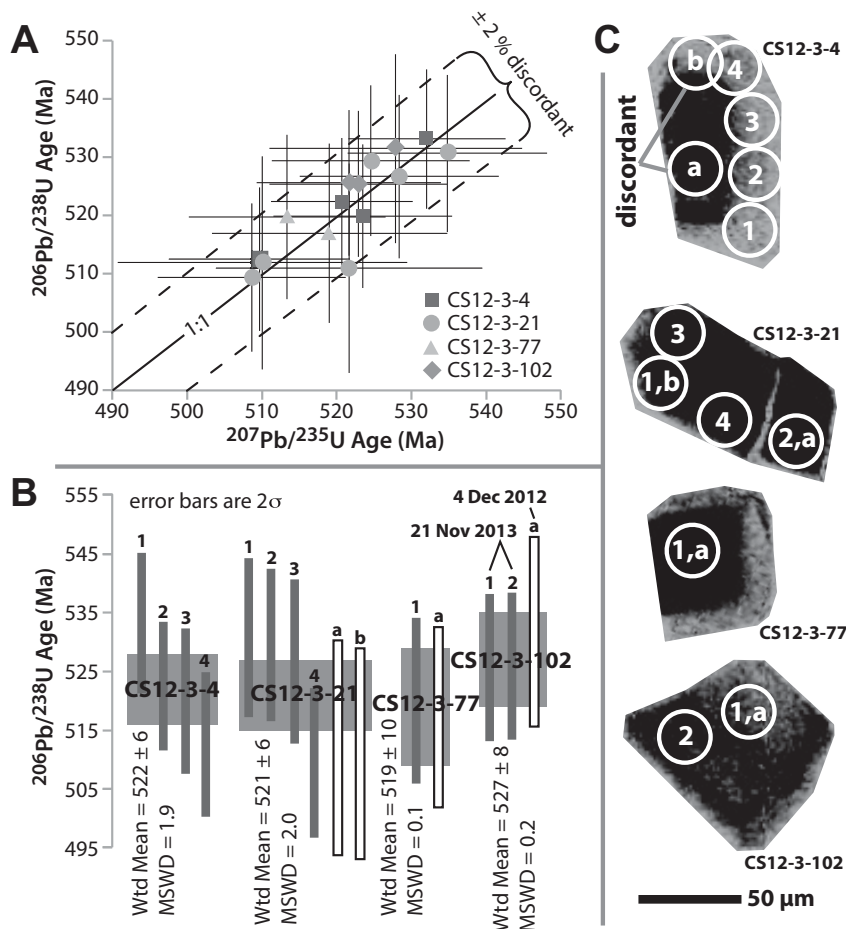 A
550
540
530
520
510
500
490
490 500 510 520 530 540 550
206Pb/238U Age (Ma)
207Pb/235U Age (Ma)
± 2 % discordant
1:1
CS12-3-4
CS12-3-21
CS12-3-77
CS12-3-102
B
error bars are 2σ
555
545
535
525
515
505
495
206Pb/238U Age (Ma)
1
2
3
4
CS12-3-4
Wtd Mean = 522 ± 6
MSWD = 1.9
1
2
3
4
a
b
CS12-3-21
Wtd Mean = 521 ± 6
MSWD = 2.0
1
a
CS12-3-77
Wtd Mean = 519 ± 10
MSWD = 0.1
4 Dec 2012
21 Nov 2013
1
2
a
CS12-3-102
Wtd Mean = 527 ± 8
MSWD = 0.2
C
CS12-3-4
discordant
b
4
3
a
2
1
CS12-3-21
3
1,b
4
2,a
1,a
CS12-3-77
1,a
2
CS12-3-102
50 μm